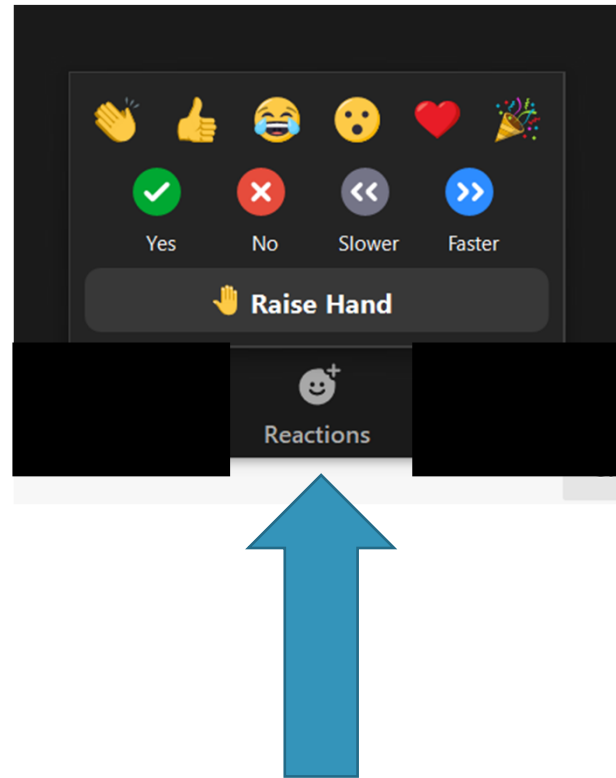 Yes No Slower Faster
Raise Hand
Reactions